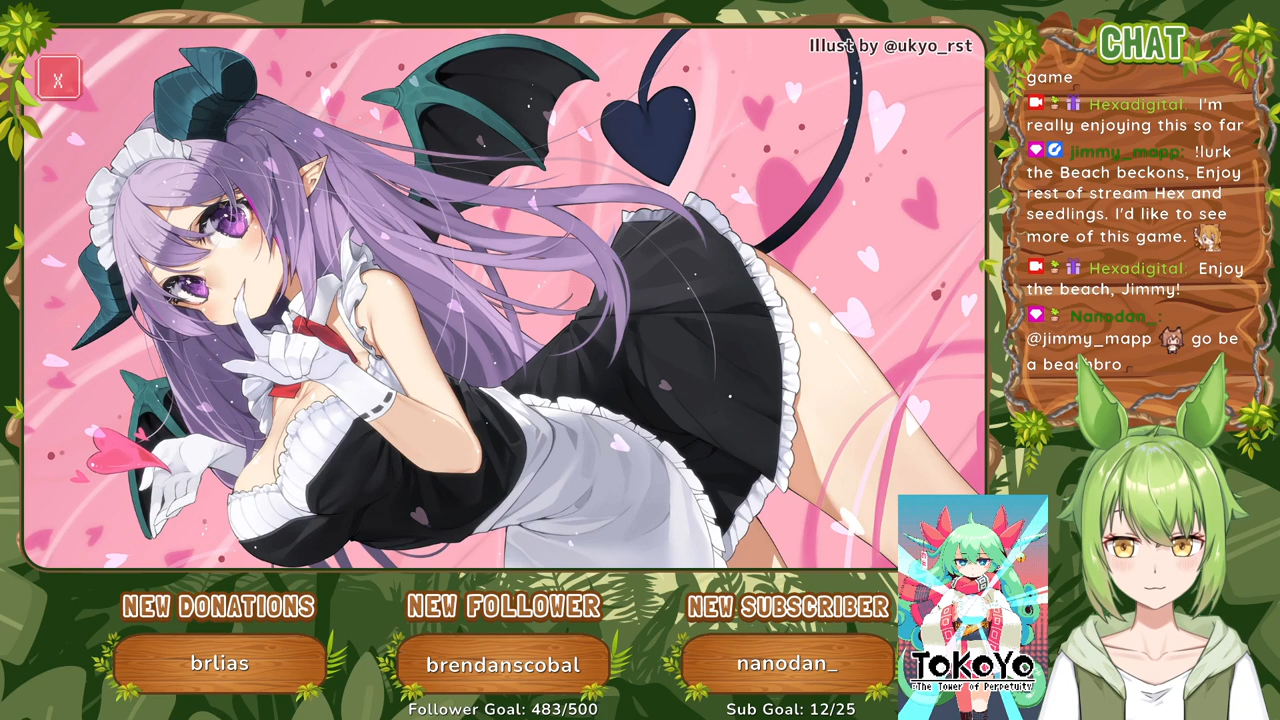 Illust by @ukyo_rst
X
CHAT
game
Hexadigital: I'm
really enjoying this so far
jimmy_mapp: !lurk
the Beach beckons, Enjoy
rest of stream Hex and
seedlings. I'd like to see
more of this game.
Hexadigital: Enjoy
the beach, Jimmy!
Nanodan_:
@jimmy_mapp go be
a beachbro
NEW DONATIONS
brlias
NEW FOLLOWER
brendanscobal
Follower Goal: 483/500
NEW SUBSCRIBER
nanodan_
Sub Goal: 12/25
TOKOYO
:The Tower of Perpetuity